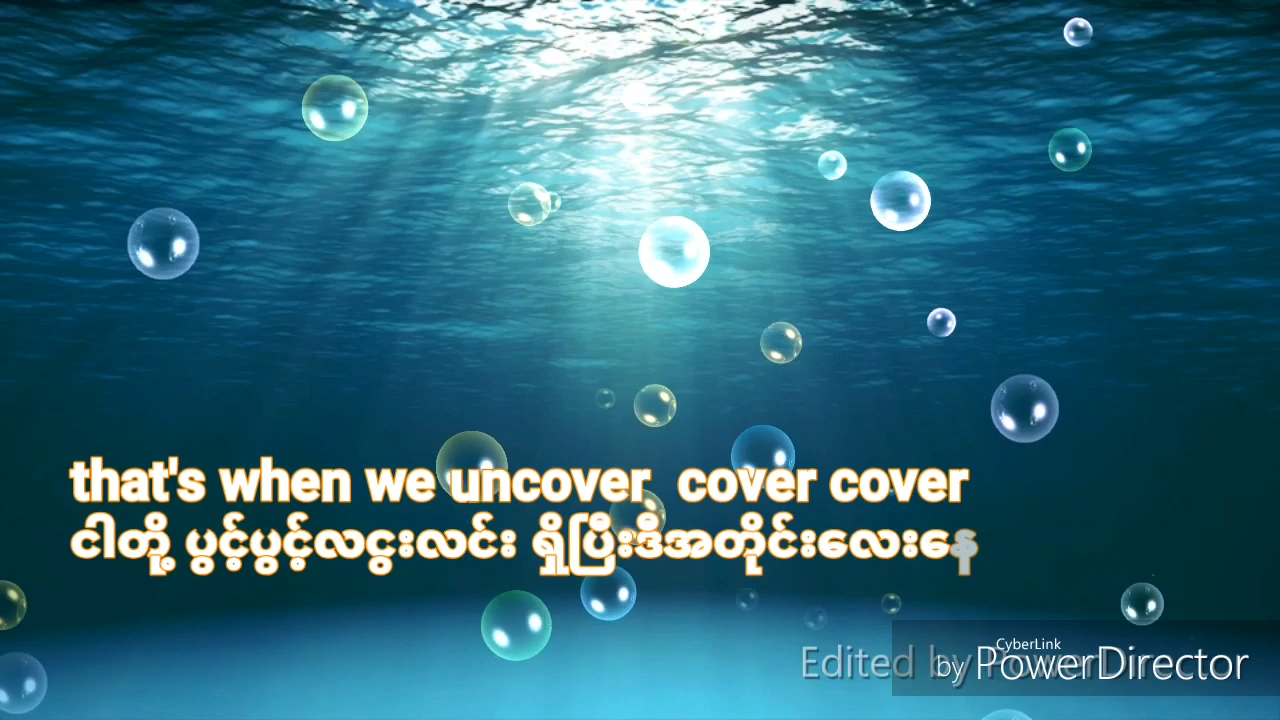 that's when we uncover cover cover
ငါတို့ ပွင့်ပွင့်လငွးလင်း ရှိပြီးဒီအတိုင်းလေးနေ
Edited by
CyberLink
by PowerDirector